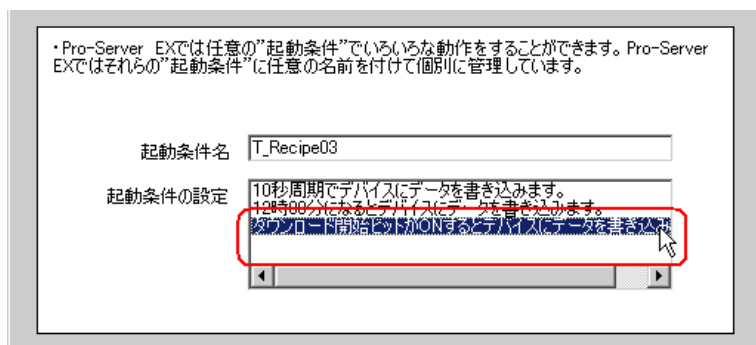 ・Pro-Server EXでは任意の"起動条件"でいろいろな動作をすることができます。Pro-Server
EXではそれらの"起動条件"に任意の名前を付けて個別に管理しています。
起動条件名 T_Recipe03
起動条件の設定 10秒周期でデバイスにデータを書き込みます。
12時00分になるとデバイスにデータを書き込みます。
ダウンロード開始ビットがONするとデバイスにデータを書き込み